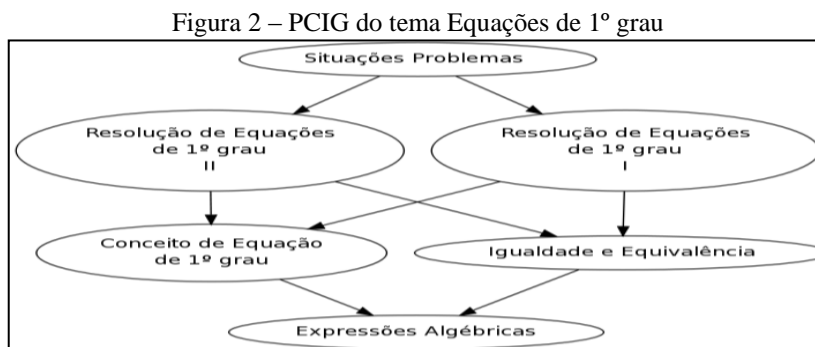 Figura 2 – PCIG do tema Equações de 1º grau
Situações Problemas
Resolução de Equações
de 1º grau
II
Resolução de Equações
de 1º grau
I
Conceito de Equação
de 1º grau
Igualdade e Equivalência
Expressões Algébricas